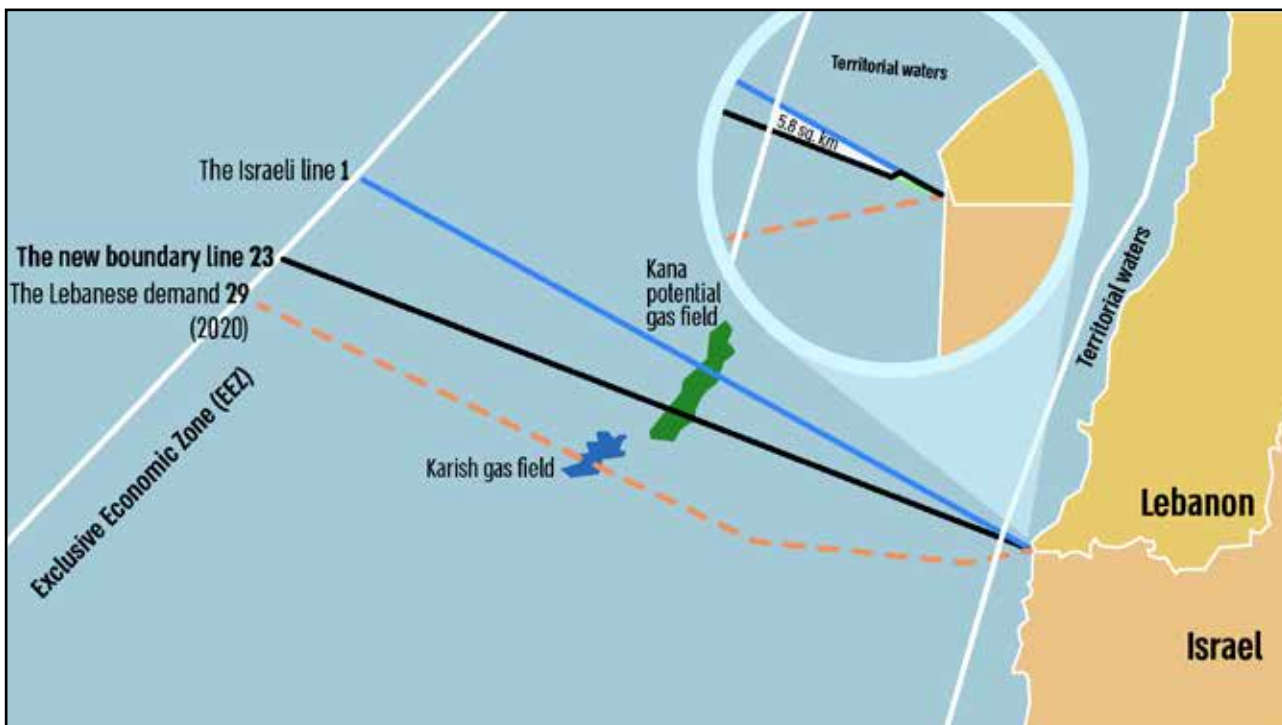 Territorial waters
5.8 sq. km
The Israeli line 1
The new boundary line 23
The Lebanese demand 29
(2020)
Kana
potential
gas field
Territorial waters
Karish gas field
Exclusive Economic Zone (EEZ)
Lebanon
Israel